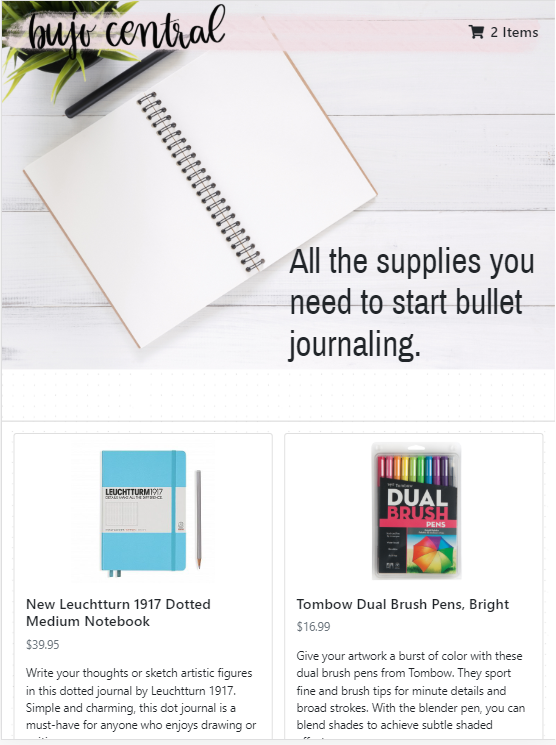 bujo central
2 Items
All the supplies you
need to start bullet
journaling.
LEUCHTTURM1917
DUAL
BRUSH
PENS
New Leuchtturn 1917 Dotted
Medium Notebook
$39.95
Write your thoughts or sketch artistic figures
in this dotted journal by Leuchtturm 1917.
Simple and charming, this dot journal is a
must-have for anyone who enjoys drawing or
Tombow Dual Brush Pens, Bright
$16.99
Give your artwork a burst of color with these
dual brush pens from Tombow. They sport
fine and brush tips for minute details and
broad strokes. With the blender pen, you can
blend shades to achieve subtle shaded